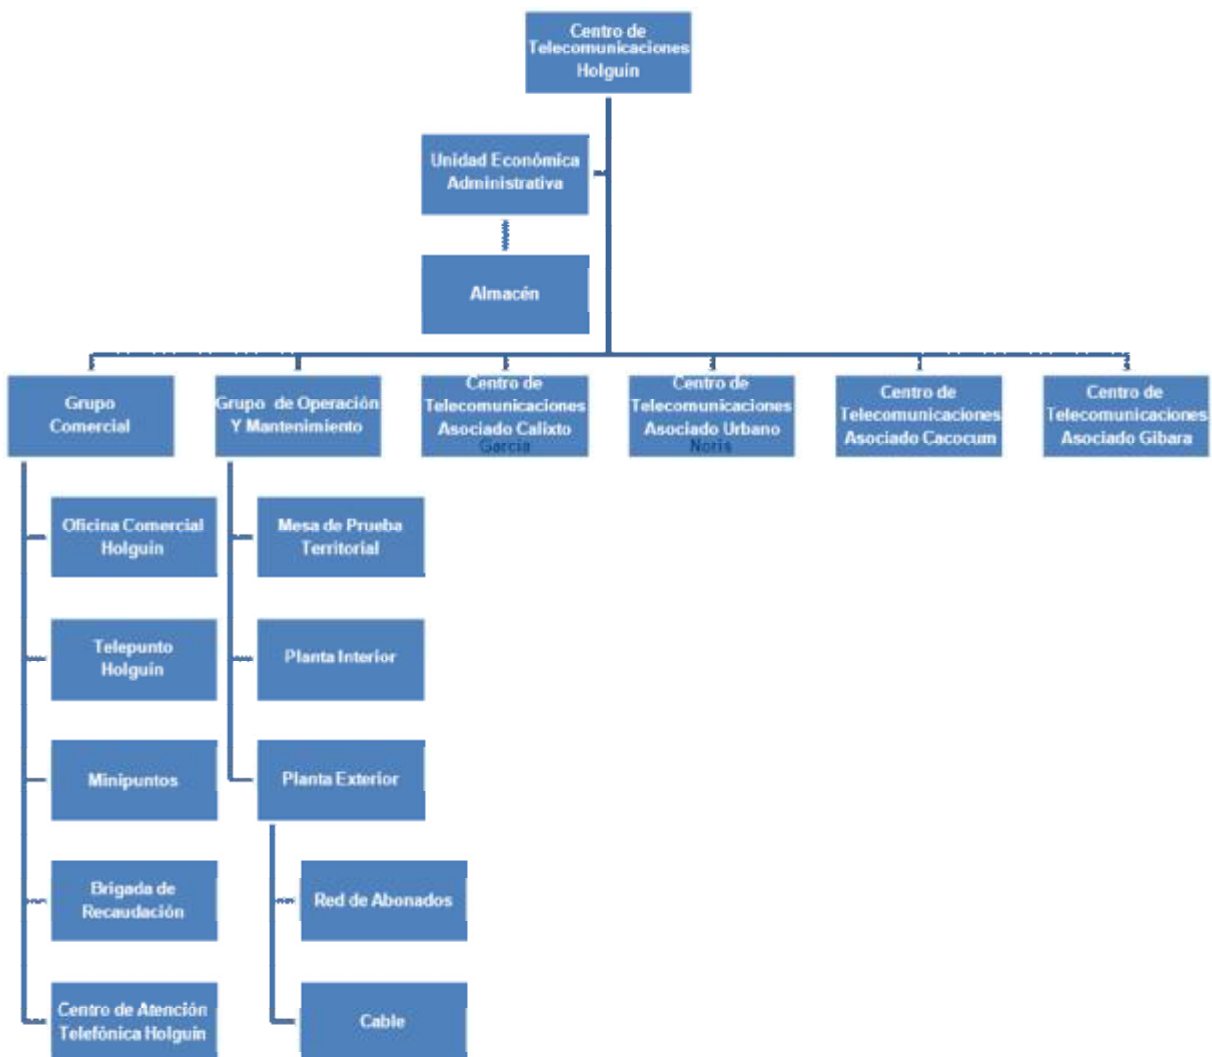 Centro de
Telecomunicaciones
Holguín
Unidad Económica
Administrativa
Almacén
Grupo
Comercial
Grupo de Operación
Y Mantenimiento
Centro de
Telecomunicaciones
Asociado Calixto
García
Centro de
Telecomunicaciones
Asociado Urbano
Noris
Centro de
Telecomunicaciones
Asociado Cacocum
Centro de
Telecomunicaciones
Asociado Gibara
Oficina Comercial
Holguín
Mesa de Prueba
Territorial
Telepunto
Holguín
Planta Interior
Minipuntos
Planta Exterior
Brigada de
Recaudación
Red de Abonados
Centro de Atención
Telefónica Holguín
Cable